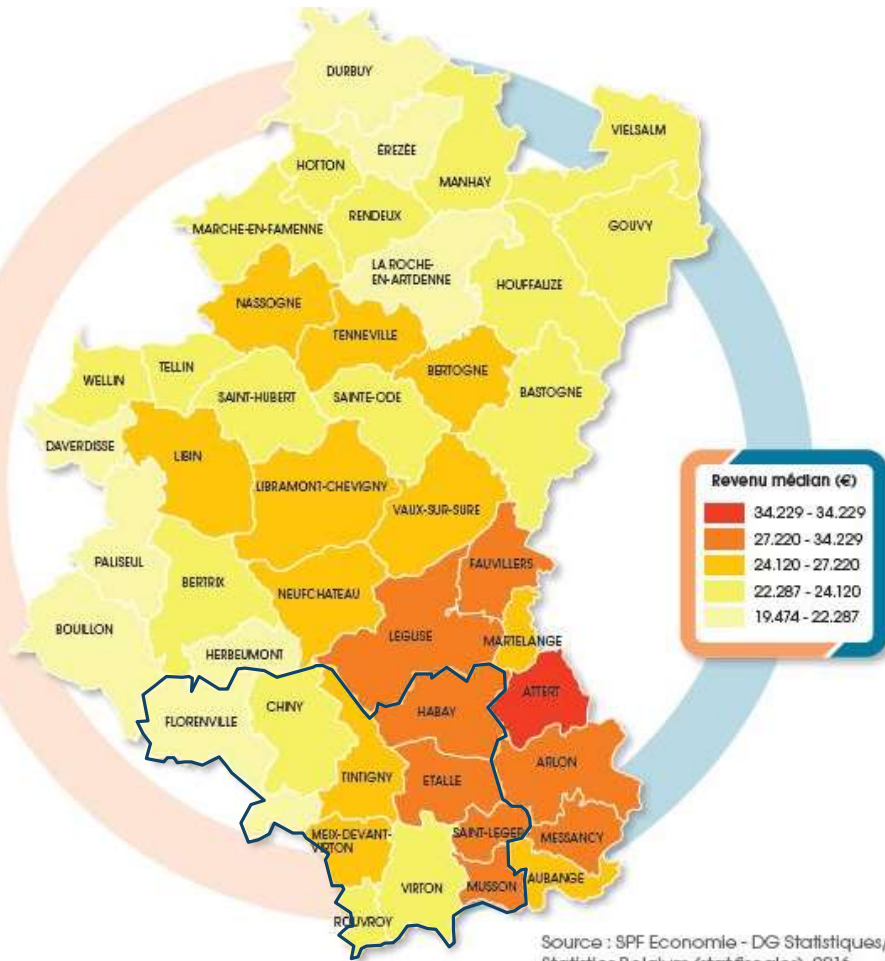 DURBUY
VIELSALM
ÉREZÉE
HOTTON
MANHAY
RENDEUX
MARCHE-EN-FAMENNE
GOUVY
LA ROCHE-
EN-ARTDENNE
HOUFFALIZE
NASSOGNE
TENNEVILLE
BERTOGNE
TELLIN
WELLIN
BASTOGNE
SAINT-HUBERT
SAINTE-ODE
DAVERDISSE
LIBIN
LIBRAMONT-CHEVIGNY
VAUX-SUR-SURE
Revenu médian (€)
34.229 - 34.229
27.220 - 34.229
24.120 - 27.220
22.287 - 24.120
19.474 - 22.287
PALISEUL
FAUVILLERS
BERTRIX
NEUFCHATEAU
BOUILLON
LEGLISE
MARTELANGE
HERBEUMONT
ATTERT
CHINY
HABAY
FLORENVILLE
ARLON
TINTIGNY
ETALLE
MEIX-DEVANT-
VIRTON
SAINT-LEGER
MESSANCY
AUBANGE
VIRTON
MUSSON
ROUVROY
Source : SPF Economie - DG Statistiques/